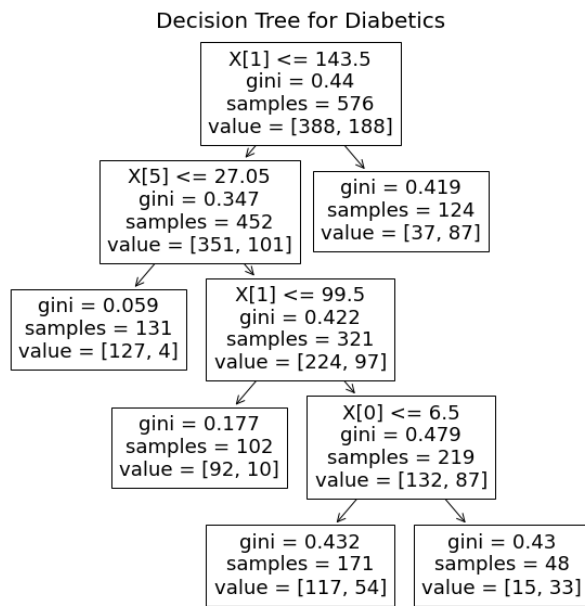 Decision Tree for Diabetics
X[1] <= 143.5
gini = 0.44
samples = 576
value = [388, 188]
X[5] <= 27.05
gini = 0.347
samples = 452
value = [351, 101]
gini = 0.419
samples = 124
value = [37, 87]
gini = 0.059
samples = 131
value = [127, 4]
X[1] <= 99.5
gini = 0.422
samples = 321
value = [224, 97]
gini = 0.177
samples = 102
value = [92, 10]
X[0] <= 6.5
gini = 0.479
samples = 219
value = [132, 87]
gini = 0.432
samples = 171
value = [117, 54]
gini = 0.43
samples = 48
value = [15, 33]